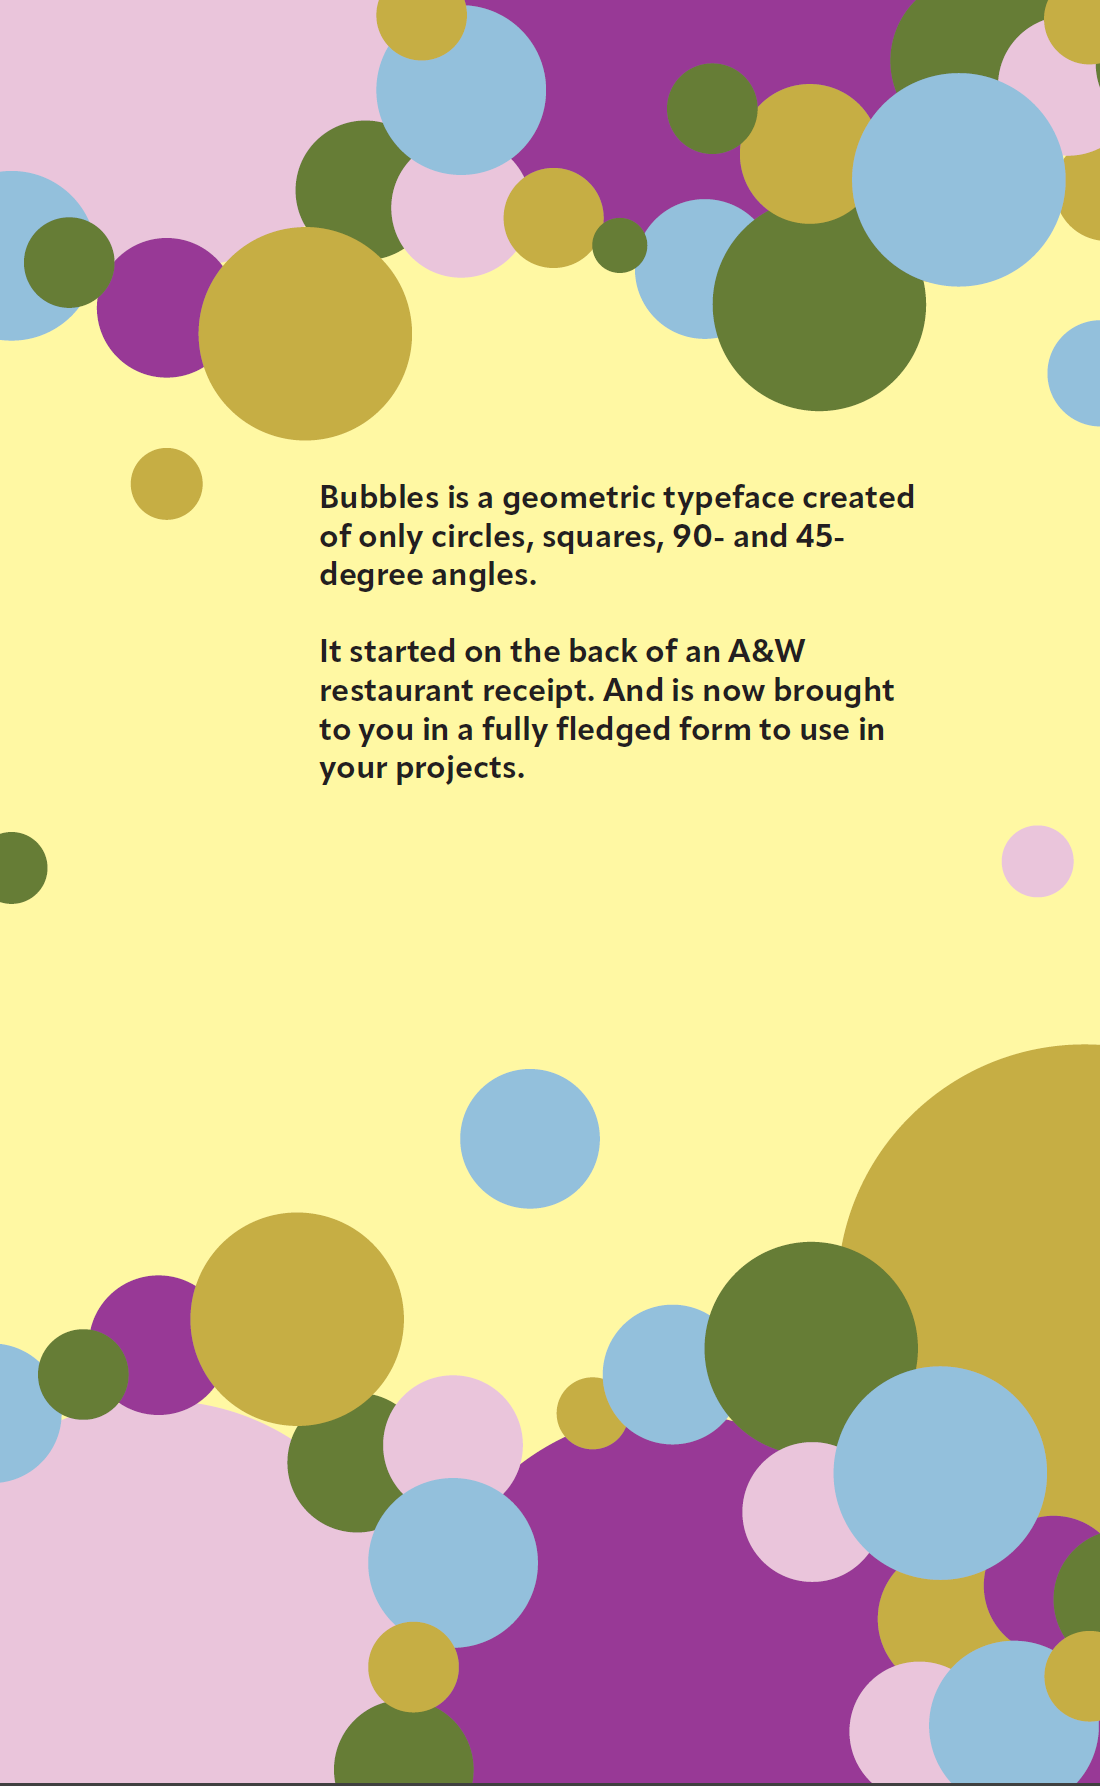 Bubbles is a geometric typeface created
of only circles, squares, 90- and 45-
degree angles.
It started on the back of an A&W
restaurant receipt. And is now brought
to you in a fully fledged form to use in
your projects.